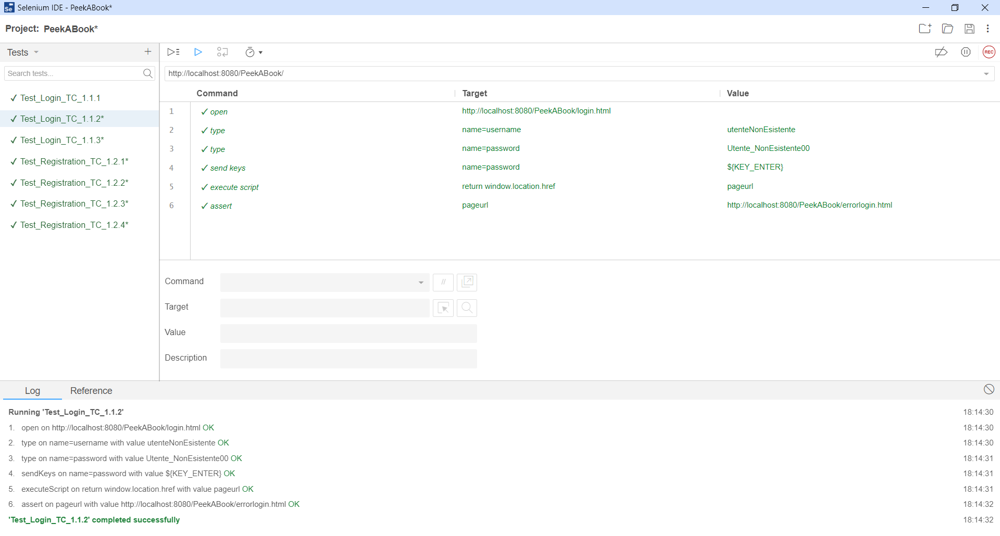 Se Selenium IDE - PeekABook*
Project: PeekABook*
Tests
Search tests...
✓ Test_Login_TC_1.1.1
✓ Test_Login_TC_1.1.2*
✓ Test_Login_TC_1.1.3*
✓ Test_Registration_TC_1.2.1*
✓ Test_Registration_TC_1.2.2*
✓ Test_Registration_TC_1.2.3*
✓ Test_Registration_TC_1.2.4*
REC
http://localhost:8080/PeekABook/
Command Target Value
1 ✓ open http://localhost:8080/PeekABook/login.html
2 ✓ type name=username utenteNonEsistente
3 ✓ type name=password Utente_NonEsistente00
4 ✓ send keys name=password ${KEY_ENTER}
5 ✓ execute script return window.location.href pageurl
6 ✓ assert pageurl http://localhost:8080/PeekABook/errorlogin.html
Command //
Target
Value
Description
Log Reference
Running 'Test_Login_TC_1.1.2' 18:14:30
1. open on http://localhost:8080/PeekABook/login.html OK 18:14:30
2. type on name=username with value utenteNonEsistente OK 18:14:30
3. type on name=password with value Utente_NonEsistente00 OK 18:14:31
4. sendKeys on name=password with value ${KEY_ENTER} OK 18:14:31
5. executeScript on return window.location.href with value pageurl OK 18:14:31
6. assert on pageurl with value http://localhost:8080/PeekABook/errorlogin.html OK 18:14:32
'Test_Login_TC_1.1.2' completed successfully 18:14:32